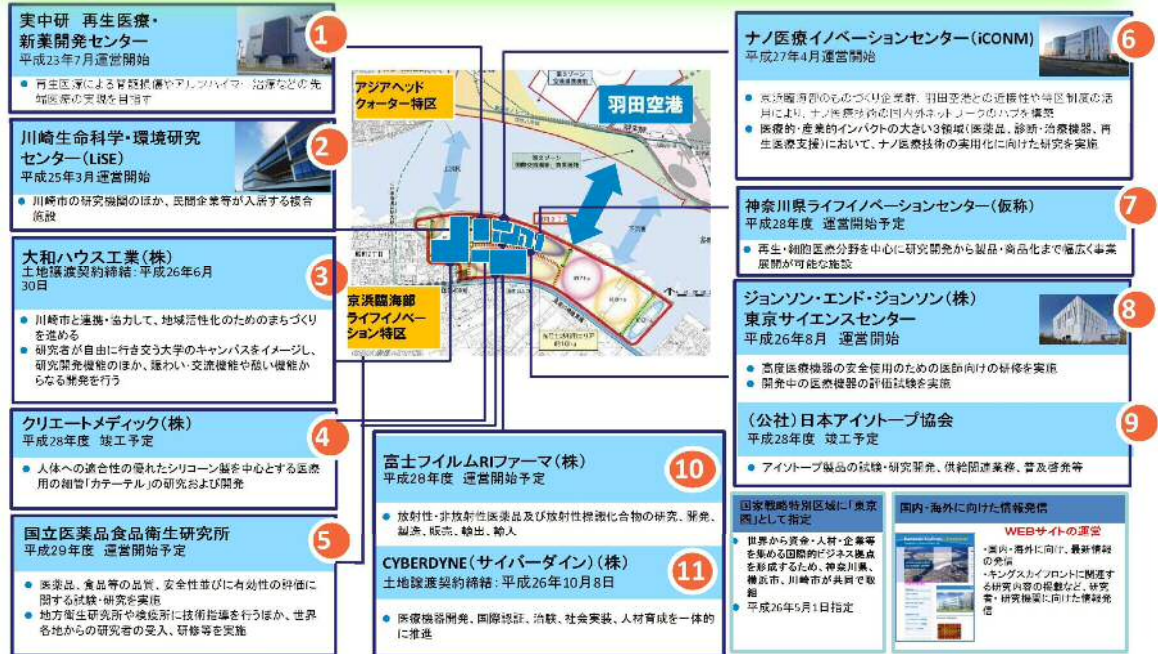 実中研 再生医療・
新薬開発センター
平成23年7月運営開始
● 再生医療による脊髄損傷やアルツハイマー治療などの先
端医療の実現を目指す
1
川崎生命科学・環境研究
センター(LiSE)
平成25年3月運営開始
● 川崎市の研究機関のほか、民間企業等が入居する複合
施設
2
大和ハウス工業(株)
土地譲渡契約締結:平成26年6月
30日
● 川崎市と連携・協力して、地域活性化のためのまちづくり
を進める
● 研究者が自由に行き交う大学のキャンパスをイメージし、
研究開発機能のほか、賑わい・交流機能や憩い機能か
らなる開発を行う
3
クリエートメディック(株)
平成28年度 竣工予定
● 人体への適合性の優れたシリコーン製を中心とする医療
用の細管「カテーテル」の研究および開発
4
国立医薬品食品衛生研究所
平成29年度 運営開始予定
● 医薬品、食品等の品質、安全性並びに有効性の評価に
関する試験・研究を実施
● 地方衛生研究所や検疫所に技術指導を行うほか、世界
各地からの研究者の受入、研修等を実施
5
アジアヘッド
クォーター特区
羽田空港
京浜臨海部
ライフイノベー
ション特区
ナノ医療イノベーションセンター(iCONM)
平成27年4月運営開始
● 京浜臨海部のものづくり企業群、羽田空港との近接性や特区制度の活
用により、ナノ医療技術の国内外ネットワークのハブを構築
● 医療的・産業的インパクトの大きい3領域(医薬品、診断・治療機器、再
生医療支援)において、ナノ医療技術の実用化に向けた研究を実施
6
神奈川県ライフイノベーションセンター(仮称)
平成28年度 運営開始予定
● 再生・細胞医療分野を中心に研究開発から製品・商品化まで幅広く事業
展開が可能な施設
7
ジョンソン・エンド・ジョンソン(株)
東京サイエンスセンター
平成26年8月 運営開始
● 高度医療機器の安全使用のための医師向けの研修を実施
● 開発中の医療機器の評価試験を実施
8
(公社)日本アイソトープ協会
平成28年度 竣工予定
● アイソトープ製品の試験・研究開発、供給関連業務、普及啓発等
9
富士フイルムRIファーマ(株)
平成28年度 運営開始予定
● 放射性・非放射性医薬品及び放射性標識化合物の研究、開発、
製造、販売、輸出、輸入
10
CYBERDYNE(サイバーダイン)(株)
土地譲渡契約締結:平成26年10月8日
● 医療機器開発、国際認証、治験、社会実装、人材育成を一体的
に推進
11
国家戦略特別区域に「東京
圏」として指定
● 世界から資金・人材・企業等
を集める国際的ビジネス拠点
を形成するため、神奈川県、
横浜市、川崎市が共同で取
組
● 平成26年5月1日指定
国内・海外に向けた情報発信
WEBサイトの運営
・国内・海外に向け、最新情報
の発信
・キングスカイフロントに関連す
る研究内容の掲載など、研究
者・研究機関に向けた情報発
信